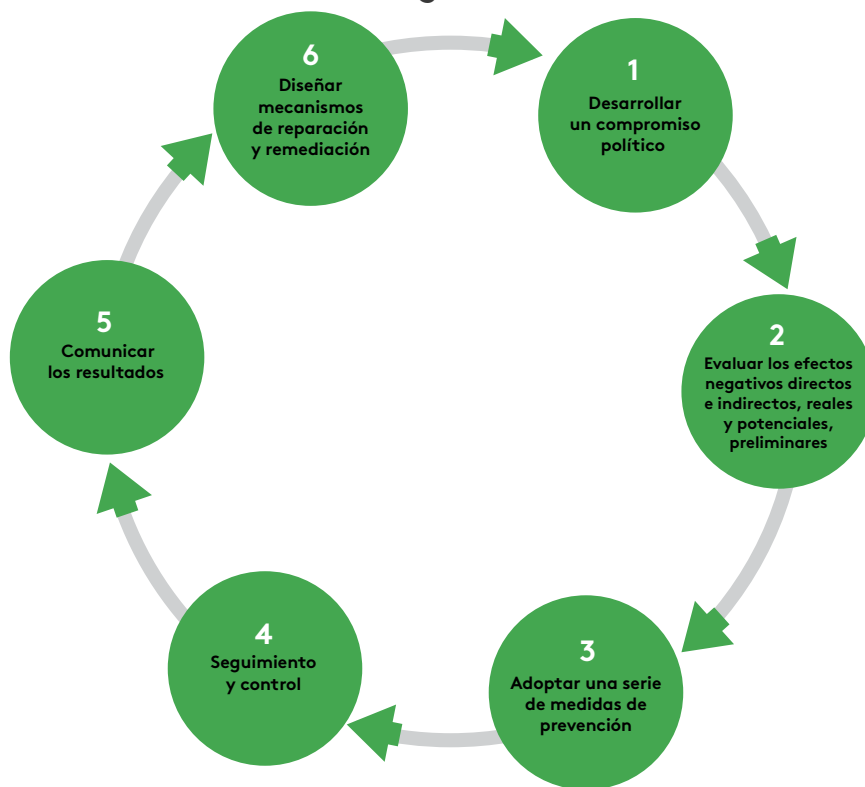 1
Desarrollar
un compromiso
político
2
Evaluar los efectos
negativos directos
e indirectos, reales
y potenciales,
preliminares
3
Adoptar una serie
de medidas de
prevención
4
Seguimiento
y control
5
Comunicar
los resultados
6
Diseñar
mecanismos
de reparación
y remediación